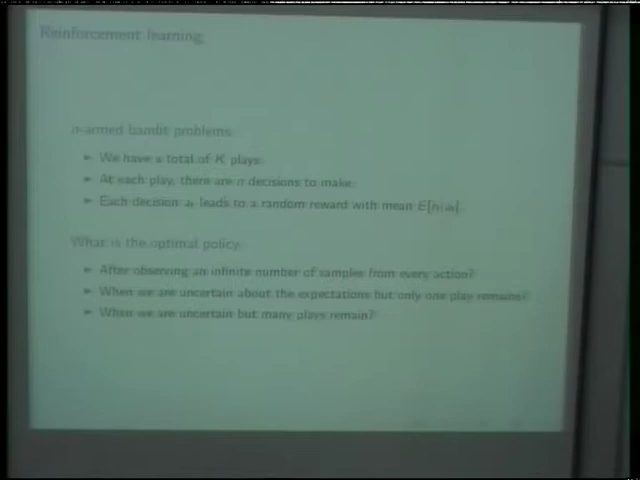 Reinforcement learning
n-armed bandit problems
► We have a total of K plays.
► At each play, there are n decisions to make.
► Each decision aₜ leads to a random reward with mean E[rₜ|aₜ].
What is the optimal policy.
► After observing an infinite number of samples from every action?
► When we are uncertain about the expectations but only one play remains?
► When we are uncertain but many plays remain?